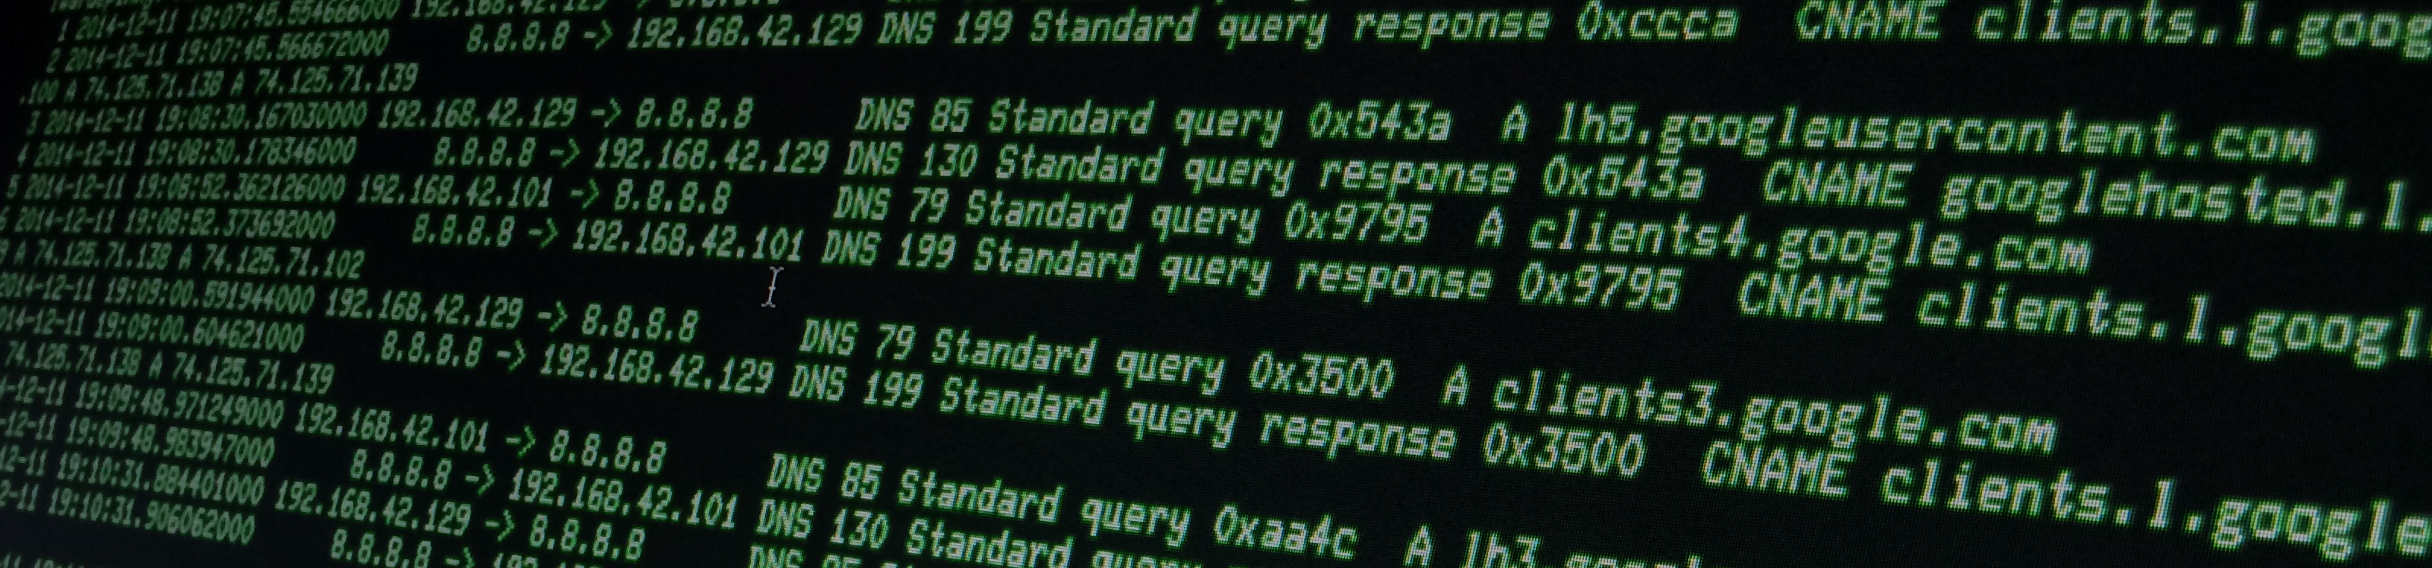 1 2014-12-11 19:07:45.554666000 192.168.42.129
2 2014-12-11 19:07:45.566672000 8.8.8.8 -> 192.168.42.129 DNS 199 Standard query response 0xccca CNAME clients.l.goog
.100 A 74.125.71.138 A 74.125.71.139
3 2014-12-11 19:08:30.167030000 192.168.42.129 -> 8.8.8.8 DNS 85 Standard query 0x543a A lh5.googleusercontent.com
4 2014-12-11 19:08:30.178346000 8.8.8.8 -> 192.168.42.129 DNS 130 Standard query response 0x543a CNAME googlehosted.l.
5 2014-12-11 19:08:52.362126000 192.168.42.101 -> 8.8.8.8 DNS 79 Standard query 0x9795 A clients4.google.com
6 2014-12-11 19:08:52.373692000 8.8.8.8 -> 192.168.42.101 DNS 199 Standard query response 0x9795 CNAME clients.l.googl
A 74.125.71.138 A 74.125.71.102
2014-12-11 19:09:00.591944000 192.168.42.129 -> 8.8.8.8 DNS 79 Standard query 0x3500 A clients3.google.com
014-12-11 19:09:00.604621000 8.8.8.8 -> 192.168.42.129 DNS 199 Standard query response 0x3500 CNAME clients.l.google
74.125.71.138 A 74.125.71.139
-12-11 19:09:48.971249000 192.168.42.101 -> 8.8.8.8 DNS 85 Standard query 0xaa4c A lh3.googl
-12-11 19:09:48.983947000 8.8.8.8 -> 192.168.42.101 DNS 130 Standard query
12-11 19:10:31.884401000 192.168.42.129 -> 8.8.8.8 DNS
2-11 19:10:31.906062000 8.8.8.8 ->